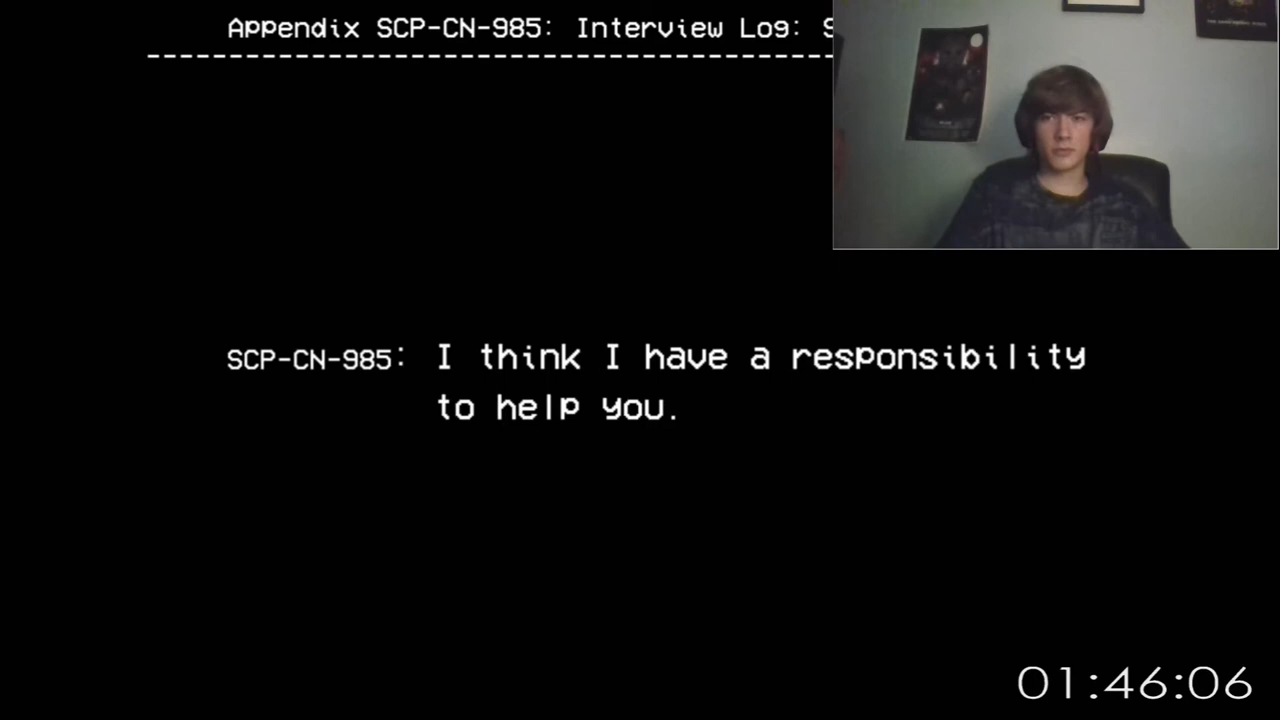 Appendix SCP-CN-985: Interview Log:
SCP-CN-985: I think I have a responsibility
to help you.
01:46:06